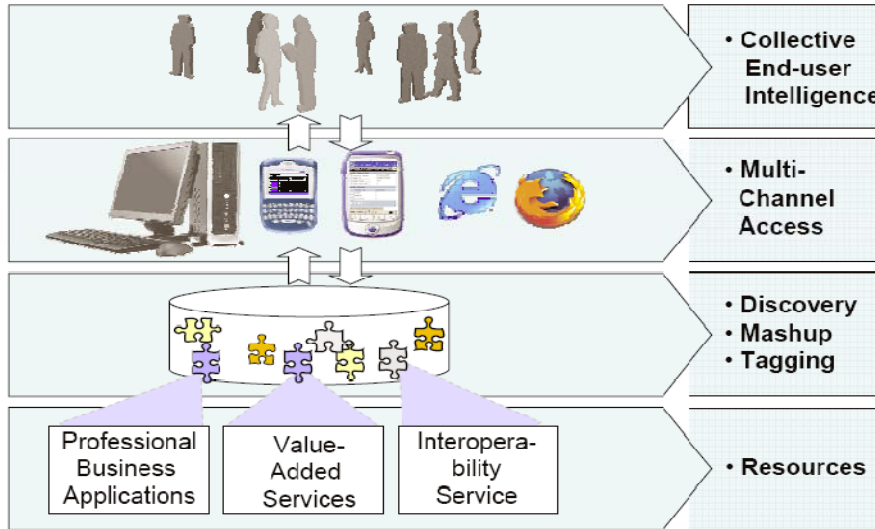 • Collective
End-user
Intelligence
• Multi-
Channel
Access
• Discovery
• Mashup
• Tagging
Professional
Business
Applications
Value-
Added
Services
Interopera-
bility
Service
• Resources